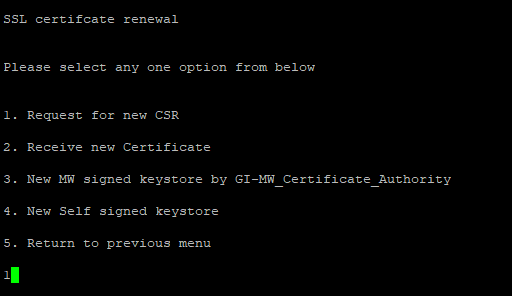 SSL certifcate renewal
Please select any one option from below
1. Request for new CSR
2. Receive new Certificate
3. New MW signed keystore by GI-MW_Certificate_Authority
4. New Self signed keystore
5. Return to previous menu
1